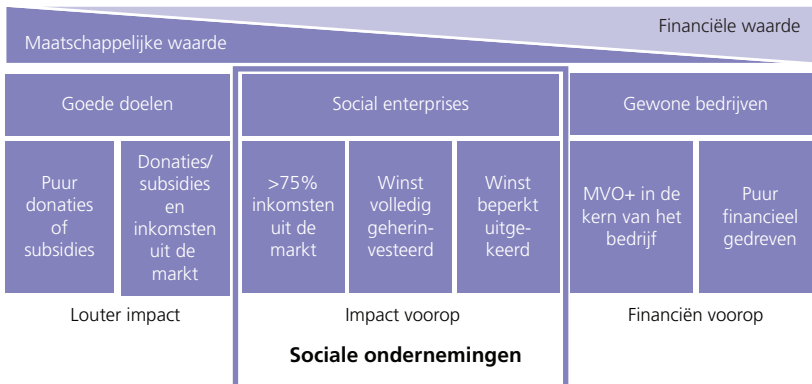 Financiële waarde
Maatschappelijke waarde
Goede doelen
Social enterprises
Gewone bedrijven
Puur
donaties
of
subsidies
Donaties/
subsidies
en
inkomsten
uit de
markt
>75%
inkomsten
uit de
markt
Winst
volledig
geherin-
vesteerd
Winst
beperkt
uitge-
keerd
MVO+ in de
kern van het
bedrijf
Puur
financieel
gedreven
Louter impact
Impact voorop
Financiën voorop
Sociale ondernemingen